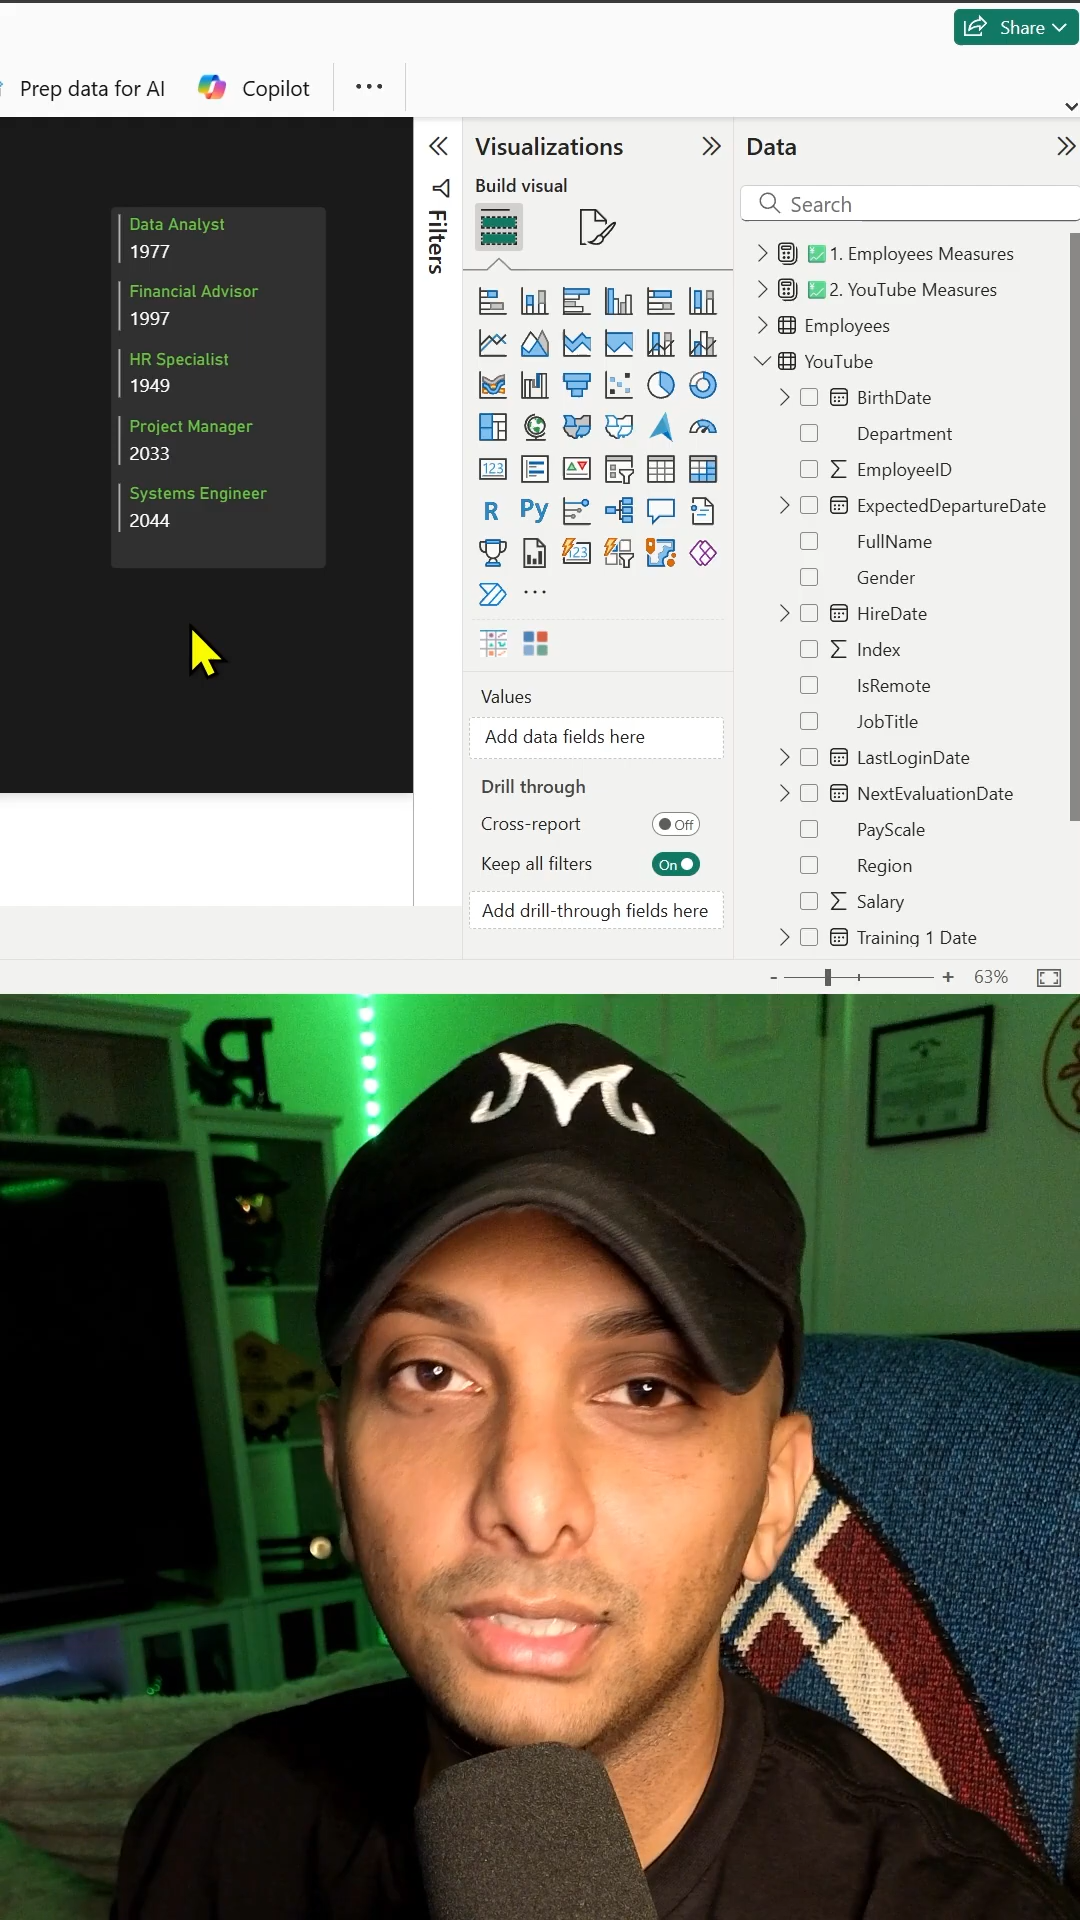 Share
Prep data for AI
Copilot
Data Analyst
1977
Financial Advisor
1997
HR Specialist
1949
Project Manager
2033
Systems Engineer
2044
Filters
Visualizations
Build visual
123
R
Py
123
Values
Add data fields here
Drill through
Cross-report
Off
Keep all filters
On
Add drill-through fields here
Data
Search
1. Employees Measures
2. YouTube Measures
Employees
YouTube
BirthDate
Department
EmployeeID
ExpectedDepartureDate
FullName
Gender
HireDate
Index
IsRemote
JobTitle
LastLoginDate
NextEvaluationDate
PayScale
Region
Salary
Training 1 Date
- + 63%